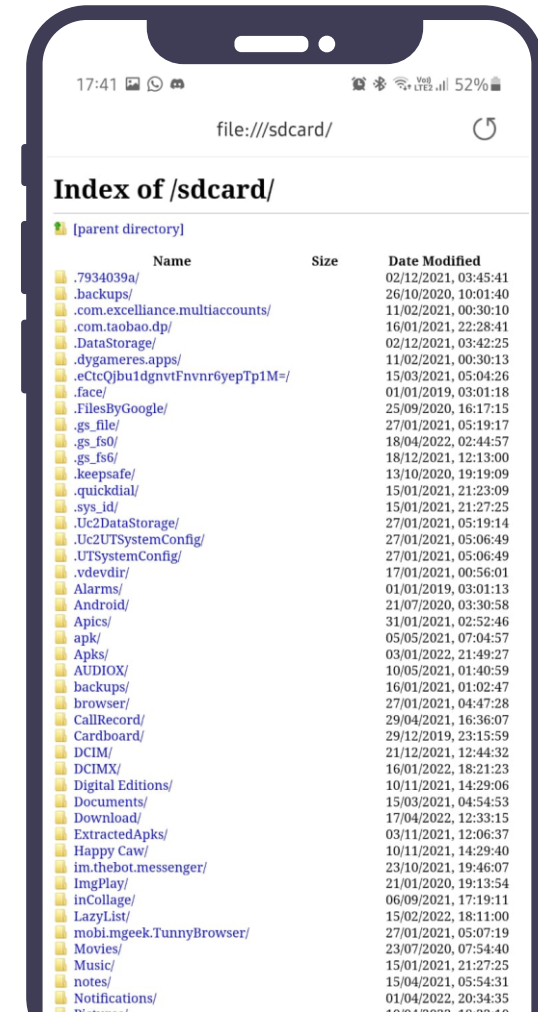 17:41 Vo)) LTE2 52%
file:///sdcard/
Index of /sdcard/
[parent directory]
Name Size Date Modified
.7934039a/ 02/12/2021, 03:45:41
.backups/ 26/10/2020, 10:01:40
.com.excelliance.multiaccounts/ 11/02/2021, 00:30:10
.com.taobao.dp/ 16/01/2021, 22:28:41
.DataStorage/ 02/12/2021, 03:42:25
.dygameres.apps/ 11/02/2021, 00:30:13
.eCtcQjbu1dgnvtFnvnr6yepTp1M=/ 15/03/2021, 05:04:26
.face/ 01/01/2019, 03:01:18
.FilesByGoogle/ 25/09/2020, 16:17:15
.gs_file/ 27/01/2021, 05:19:17
.gs_fs0/ 18/04/2022, 02:44:57
.gs_fs6/ 18/12/2021, 12:13:00
.keepsafe/ 13/10/2020, 19:19:09
.quickdial/ 15/01/2021, 21:23:09
.sys_id/ 15/01/2021, 21:27:25
.Uc2DataStorage/ 27/01/2021, 05:19:14
.Uc2UTSystemConfig/ 27/01/2021, 05:06:49
.UTSystemConfig/ 27/01/2021, 05:06:49
.vdevdir/ 17/01/2021, 00:56:01
Alarms/ 01/01/2019, 03:01:13
Android/ 21/07/2020, 03:30:58
Apics/ 31/01/2021, 02:52:46
apk/ 05/05/2021, 07:04:57
Apks/ 03/01/2022, 21:49:27
AUDIOX/ 10/05/2021, 01:40:59
backups/ 16/01/2021, 01:02:47
browser/ 27/01/2021, 04:47:28
CallRecord/ 29/04/2021, 16:36:07
Cardboard/ 29/12/2019, 23:15:59
DCIM/ 21/12/2021, 12:44:32
DCIMX/ 16/01/2022, 18:21:23
Digital Editions/ 10/11/2021, 14:29:06
Documents/ 15/03/2021, 04:54:53
Download/ 17/04/2022, 12:33:15
ExtractedApks/ 03/11/2021, 12:06:37
Happy Caw/ 10/11/2021, 14:29:40
im.thebot.messenger/ 23/10/2021, 19:46:07
ImgPlay/ 21/01/2020, 19:13:54
inCollage/ 06/09/2021, 17:19:11
LazyList/ 15/02/2022, 18:11:00
mobi.mgeek.TunnyBrowser/ 27/01/2021, 05:07:19
Movies/ 23/07/2020, 07:54:40
Music/ 15/01/2021, 21:27:25
notes/ 15/04/2021, 05:54:31
Notifications/ 01/04/2022, 20:34:35